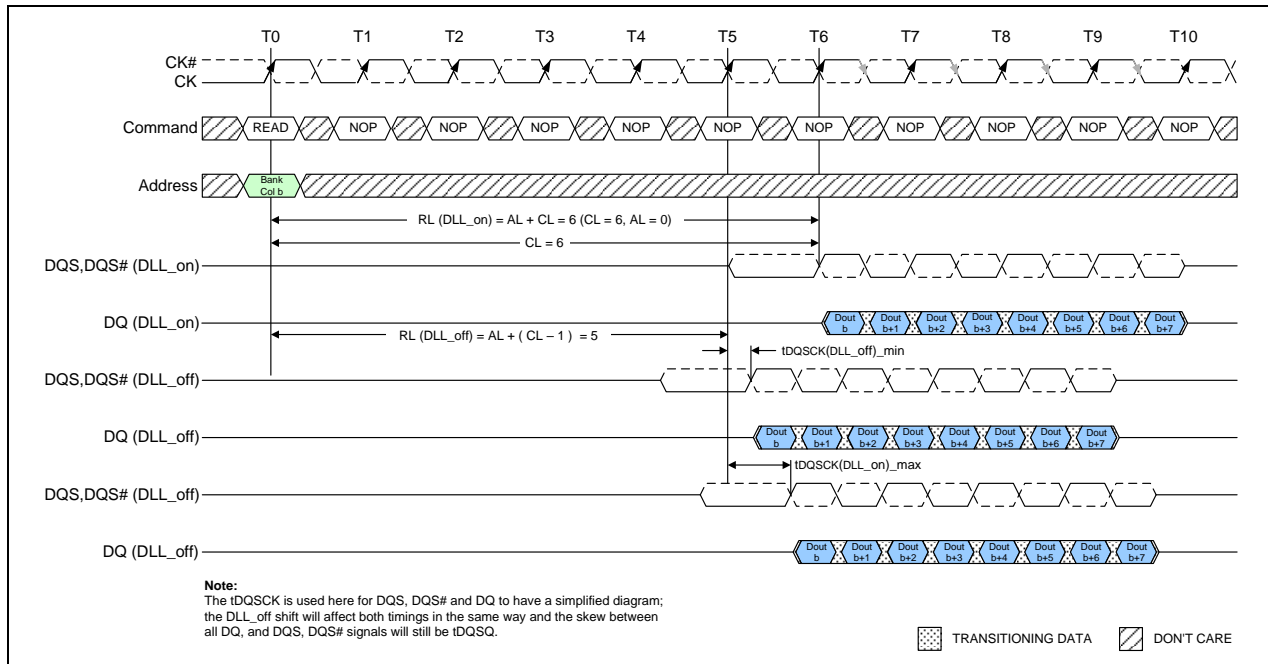 T0 T1 T2 T3 T4 T5 T6 T7 T8 T9 T10
CK#
CK
Command READ NOP NOP NOP NOP NOP NOP NOP NOP NOP NOP
Address Bank
Col b
RL (DLL_on) = AL + CL = 6 (CL = 6, AL = 0)
CL = 6
DQS,DQS# (DLL_on)
DQ (DLL_on) Dout b Dout b+1 Dout b+2 Dout b+3 Dout b+4 Dout b+5 Dout b+6 Dout b+7
RL (DLL_off) = AL + ( CL – 1 ) = 5
tDQSCK(DLL_off)_min
DQS,DQS# (DLL_off)
DQ (DLL_off) Dout b Dout b+1 Dout b+2 Dout b+3 Dout b+4 Dout b+5 Dout b+6 Dout b+7
tDQSCK(DLL_on)_max
DQS,DQS# (DLL_off)
DQ (DLL_off) Dout b Dout b+1 Dout b+2 Dout b+3 Dout b+4 Dout b+5 Dout b+6 Dout b+7
Note:
The tDQSCK is used here for DQS, DQS# and DQ to have a simplified diagram;
the DLL_off shift will affect both timings in the same way and the skew between
all DQ, and DQS, DQS# signals will still be tDQSQ.
TRANSITIONING DATA DON'T CARE